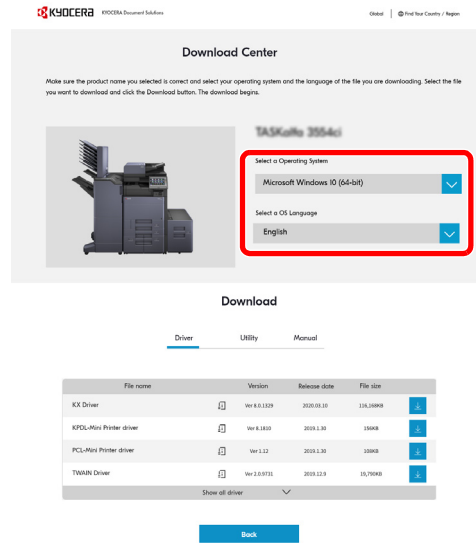 KYOCERA KYOCERA Document Solutions Global Find Your Country / Region
Download Center
Make sure the product name you selected is correct and select your operating system and the language of the file you are downloading. Select the file
you want to download and click the Download button. The download begins.
TASKalfa 3554ci
Select a Operating System
Microsoft Windows 10 (64-bit)
Select a OS Language
English
Download
Driver Utility Manual
File name Version Release date File size
KX Driver Ver 8.0.1329 2020.03.10 116,168KB
KPDL-Mini Printer driver Ver 8.1810 2019.1.30 156KB
PCL-Mini Printer driver Ver 1.12 2019.1.30 108KB
TWAIN Driver Ver 2.0.9731 2019.12.9 19,790KB
Show all driver
Back